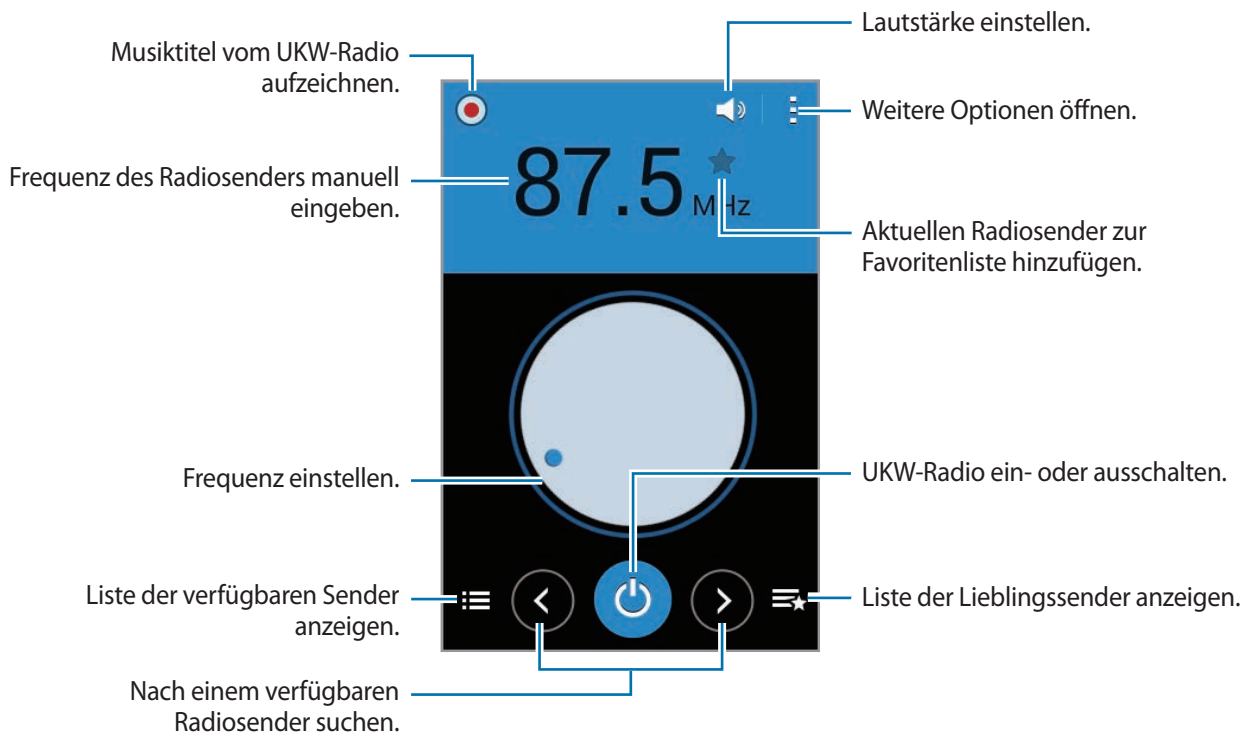 Lautstärke einstellen.
Musiktitel vom UKW-Radio
aufzeichnen.
Weitere Optionen öffnen.
87.5 MHz
Frequenz des Radiosenders manuell
eingeben.
Aktuellen Radiosender zur
Favoritenliste hinzufügen.
Frequenz einstellen.
UKW-Radio ein- oder ausschalten.
Liste der verfügbaren Sender
anzeigen.
Liste der Lieblingssender anzeigen.
Nach einem verfügbaren
Radiosender suchen.